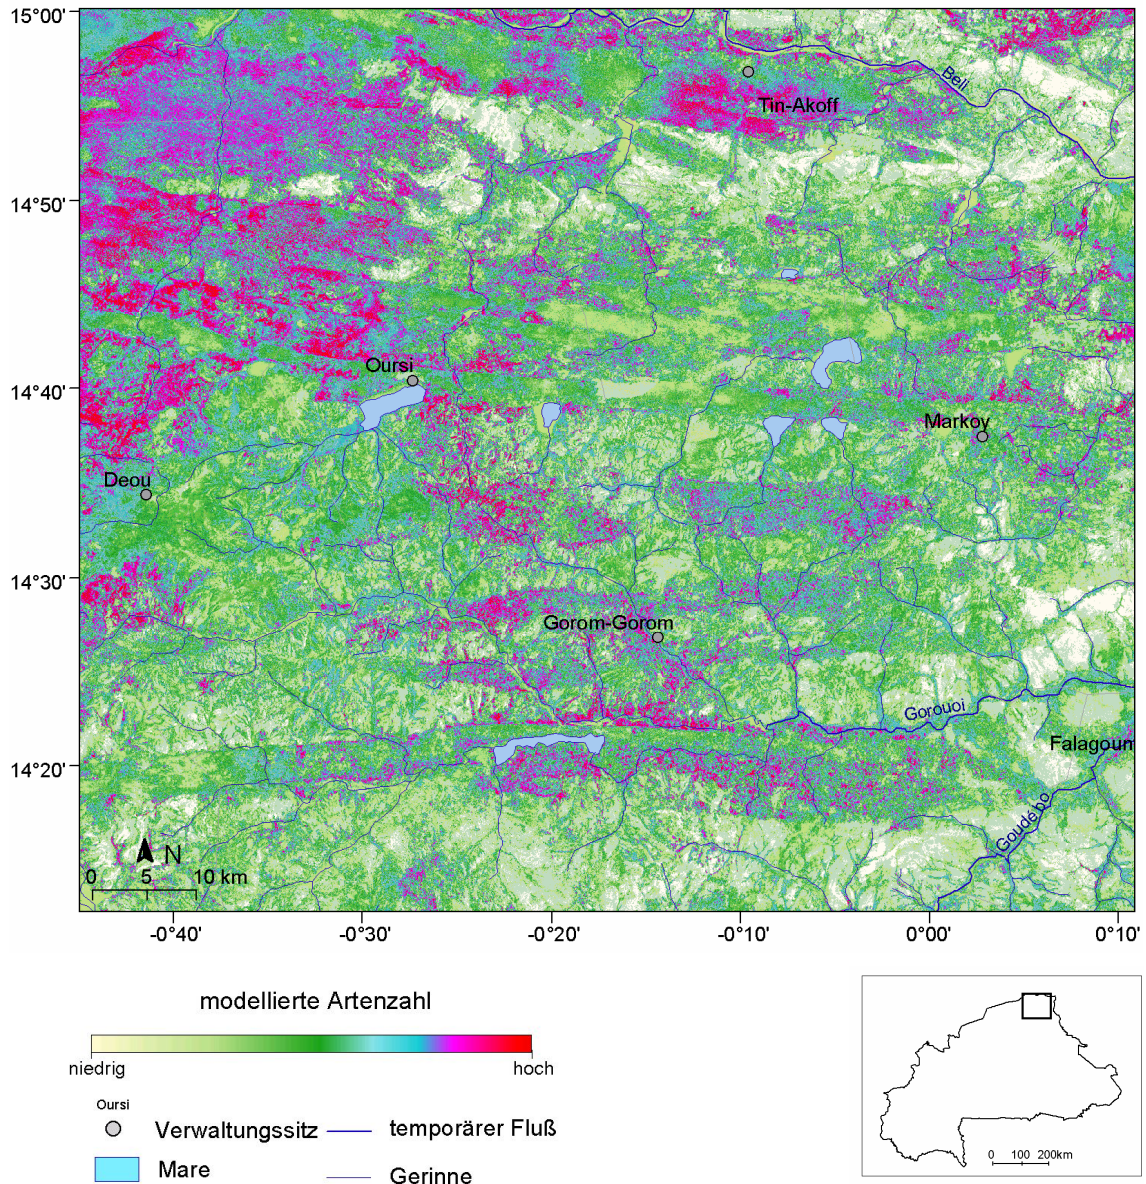 15°00'
Beli
Tin-Akoff
14°50'
Oursi
14°40'
Markoy
Deou
14°30'
Gorom-Gorom
Gorouoi
Falagoun
14°20'
Goudébo
N
0 5 10 km
-0°40' -0°30' -0°20' -0°10' 0°00' 0°10'
modellierte Artenzahl
niedrig hoch
Oursi
Verwaltungssitz temporärer Fluß
Mare Gerinne
0 100 200km